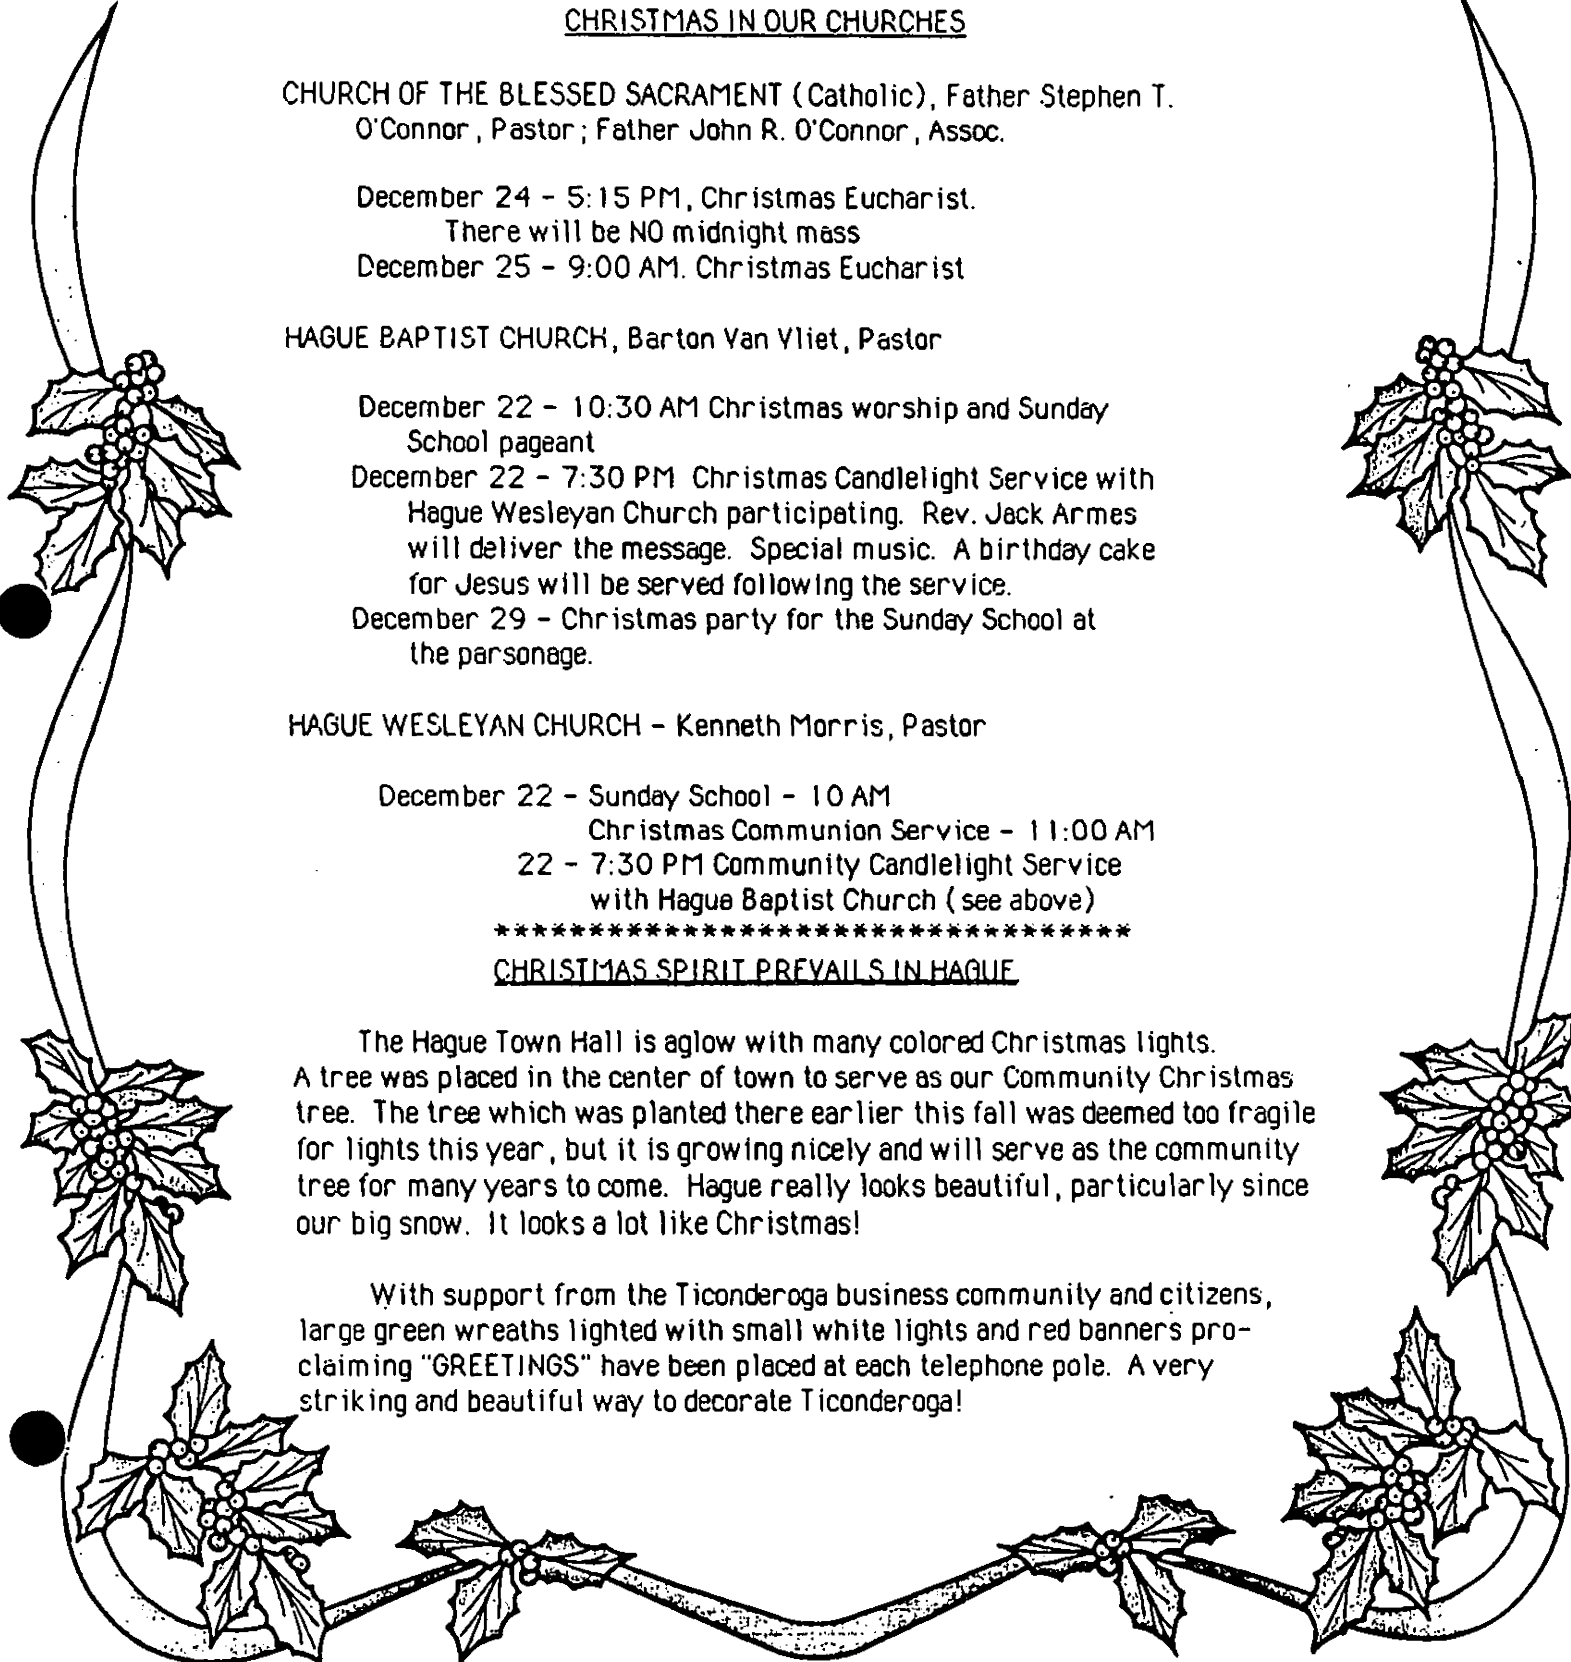 CHRISTMAS IN OUR CHURCHES
CHURCH OF THE BLESSED SACRAMENT (Catholic), Father Stephen T.
O'Connor, Pastor; Father John R. O'Connor, Assoc.
December 24 - 5:15 PM, Christmas Eucharist.
There will be NO midnight mass
December 25 - 9:00 AM. Christmas Eucharist
HAGUE BAPTIST CHURCH, Barton Van Vliet, Pastor
December 22 - 10:30 AM Christmas worship and Sunday
School pageant
December 22 - 7:30 PM Christmas Candlelight Service with
Hague Wesleyan Church participating. Rev. Jack Armes
will deliver the message. Special music. A birthday cake
for Jesus will be served following the service.
December 29 - Christmas party for the Sunday School at
the parsonage.
HAGUE WESLEYAN CHURCH - Kenneth Morris, Pastor
December 22 - Sunday School - 10 AM
Christmas Communion Service - 11:00 AM
22 - 7:30 PM Community Candlelight Service
with Hague Baptist Church (see above)
**********************************
CHRISTMAS SPIRIT PREVAILS IN HAGUE
The Hague Town Hall is aglow with many colored Christmas lights.
A tree was placed in the center of town to serve as our Community Christmas
tree. The tree which was planted there earlier this fall was deemed too fragile
for lights this year, but it is growing nicely and will serve as the community
tree for many years to come. Hague really looks beautiful, particularly since
our big snow. It looks a lot like Christmas!
With support from the Ticonderoga business community and citizens,
large green wreaths lighted with small white lights and red banners pro-
claiming "GREETINGS" have been placed at each telephone pole. A very
striking and beautiful way to decorate Ticonderoga!